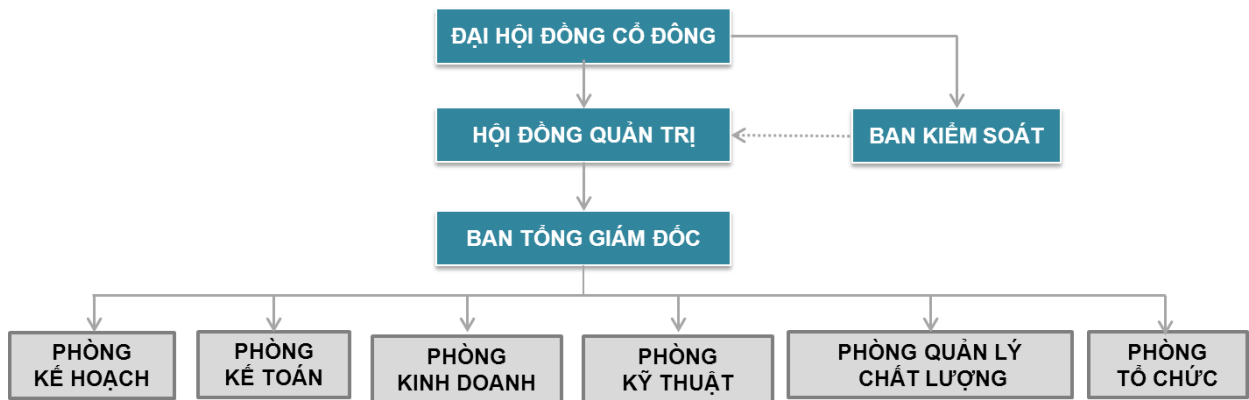 ĐẠI HỘI ĐỒNG CỔ ĐÔNG
HỘI ĐỒNG QUẢN TRỊ
BAN KIỂM SOÁT
BAN TỔNG GIÁM ĐỐC
PHÒNG
KẾ HOẠCH
PHÒNG
KẾ TOÁN
PHÒNG
KINH DOANH
PHÒNG
KỸ THUẬT
PHÒNG QUẢN LÝ
CHẤT LƯỢNG
PHÒNG
TỔ CHỨC